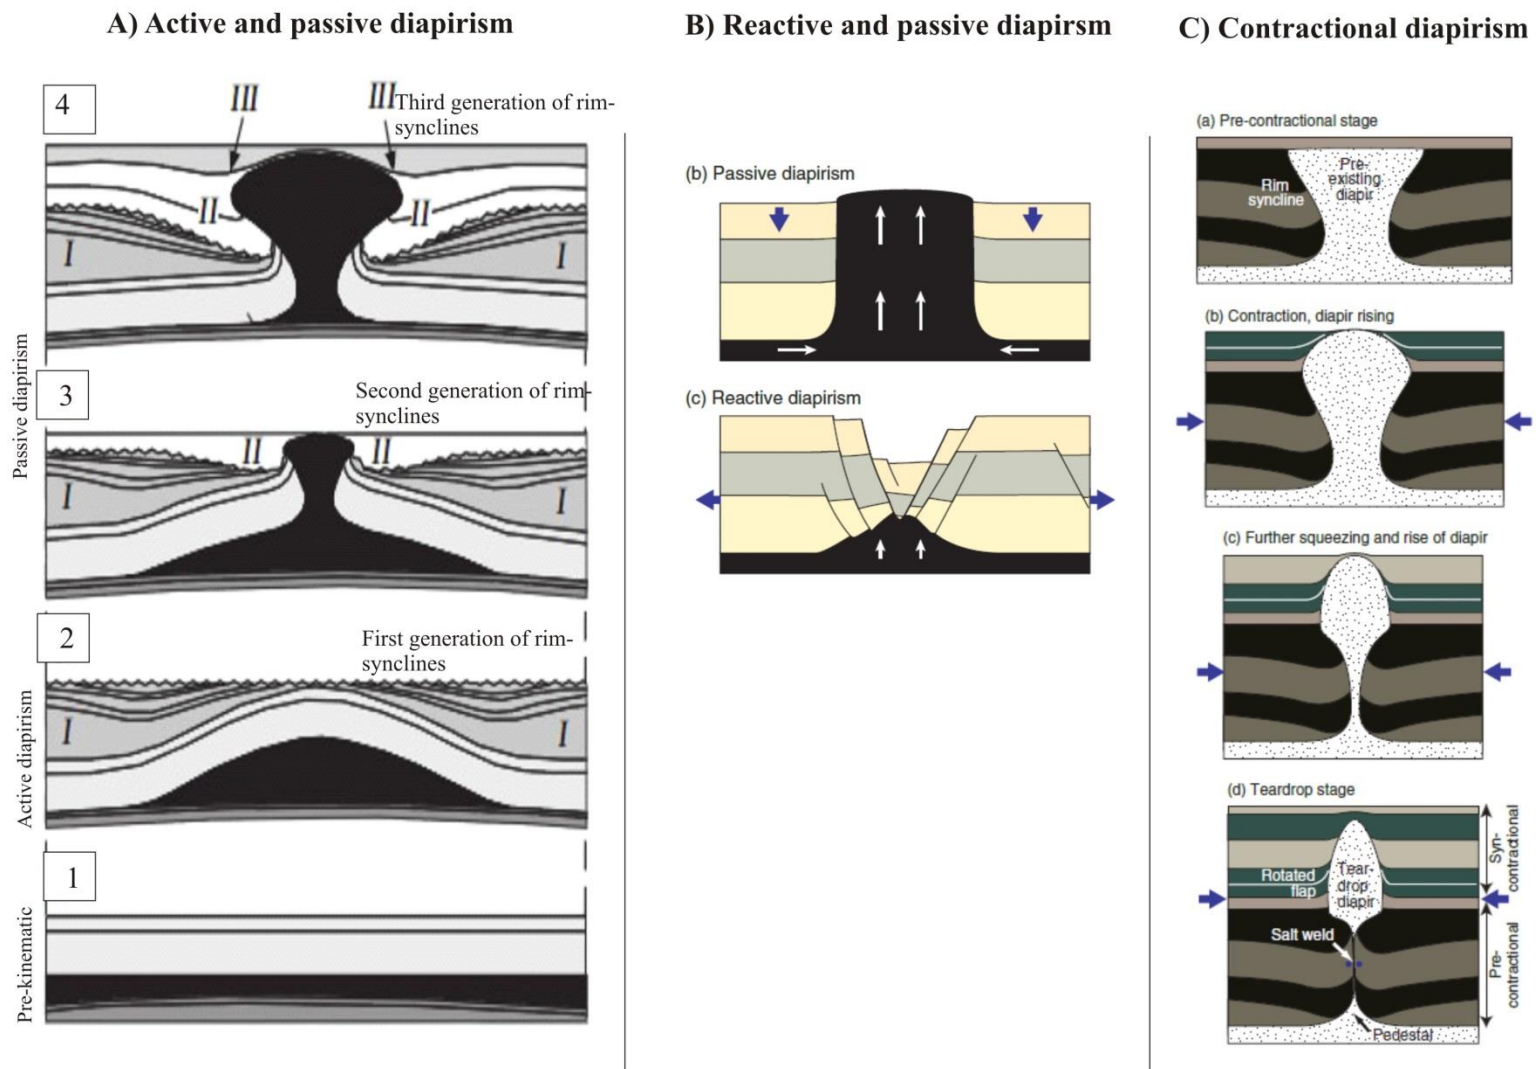 A) Active and passive diapirism
4
III
III
Third generation of rim-
synclines
II
II
I
I
Passive diapirism
3
Second generation of rim-
synclines
II
II
I
I
2
First generation of rim-
synclines
I
I
Active diapirism
1
Pre-kinematic
B) Reactive and passive diapirsm
(b) Passive diapirism
(c) Reactive diapirism
C) Contractional diapirism
(a) Pre-contractional stage
Pre-
existing
diapir
Rim
syncline
(b) Contraction, diapir rising
(c) Further squeezing and rise of diapir
(d) Teardrop stage
Syn-
contractional
Rotated
flap
Tear-
drop
diapir
Salt weld
Pre-
contractional
Pedestal